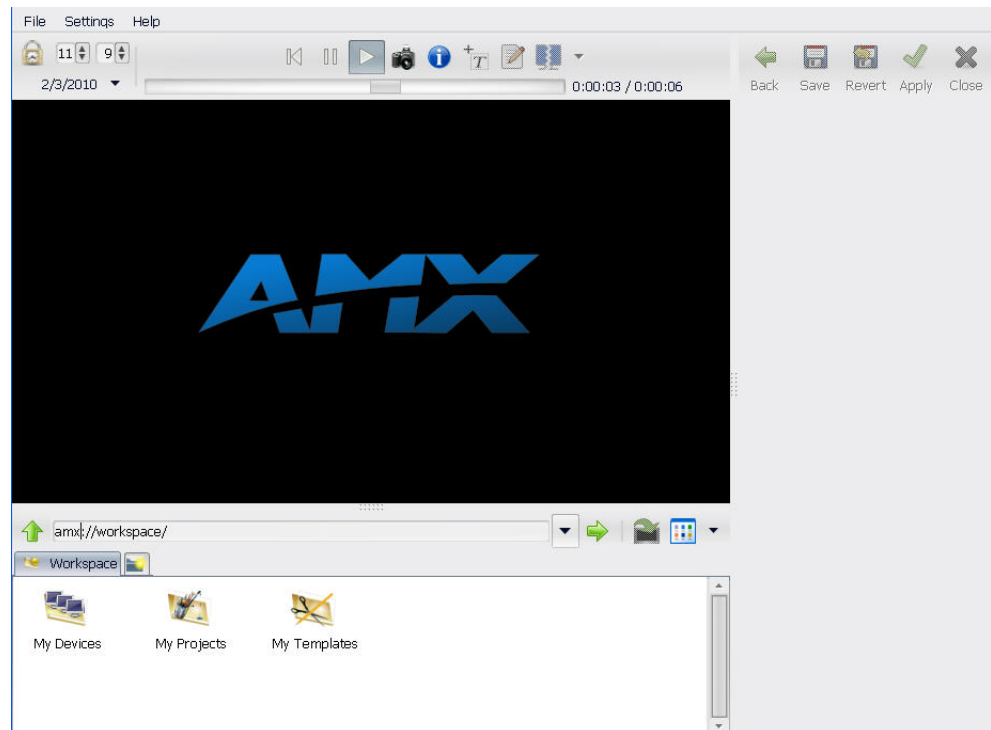 File Settings Help
11 9
2/3/2010
T
0:00:03 / 0:00:06
Back Save Revert Apply Close
AMX
amx://workspace/
Workspace
My Devices My Projects My Templates